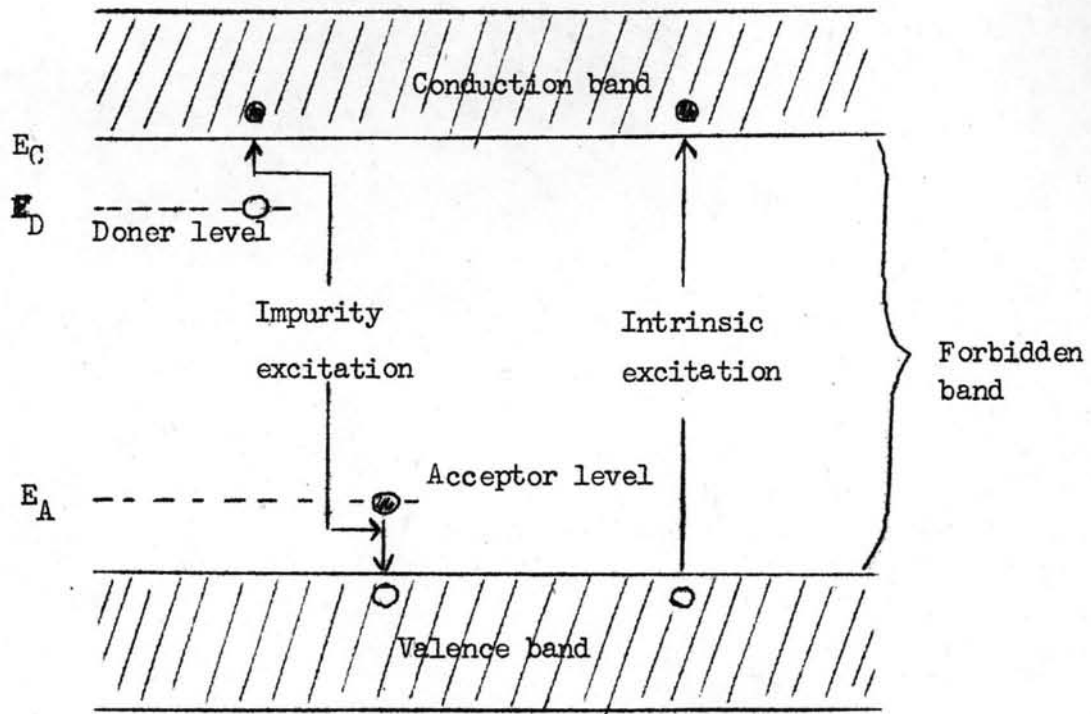 Conduction band
E_C
E_D
Doner level
Impurity
excitation
Intrinsic
excitation
Forbidden
band
E_A
Acceptor level
Valence band